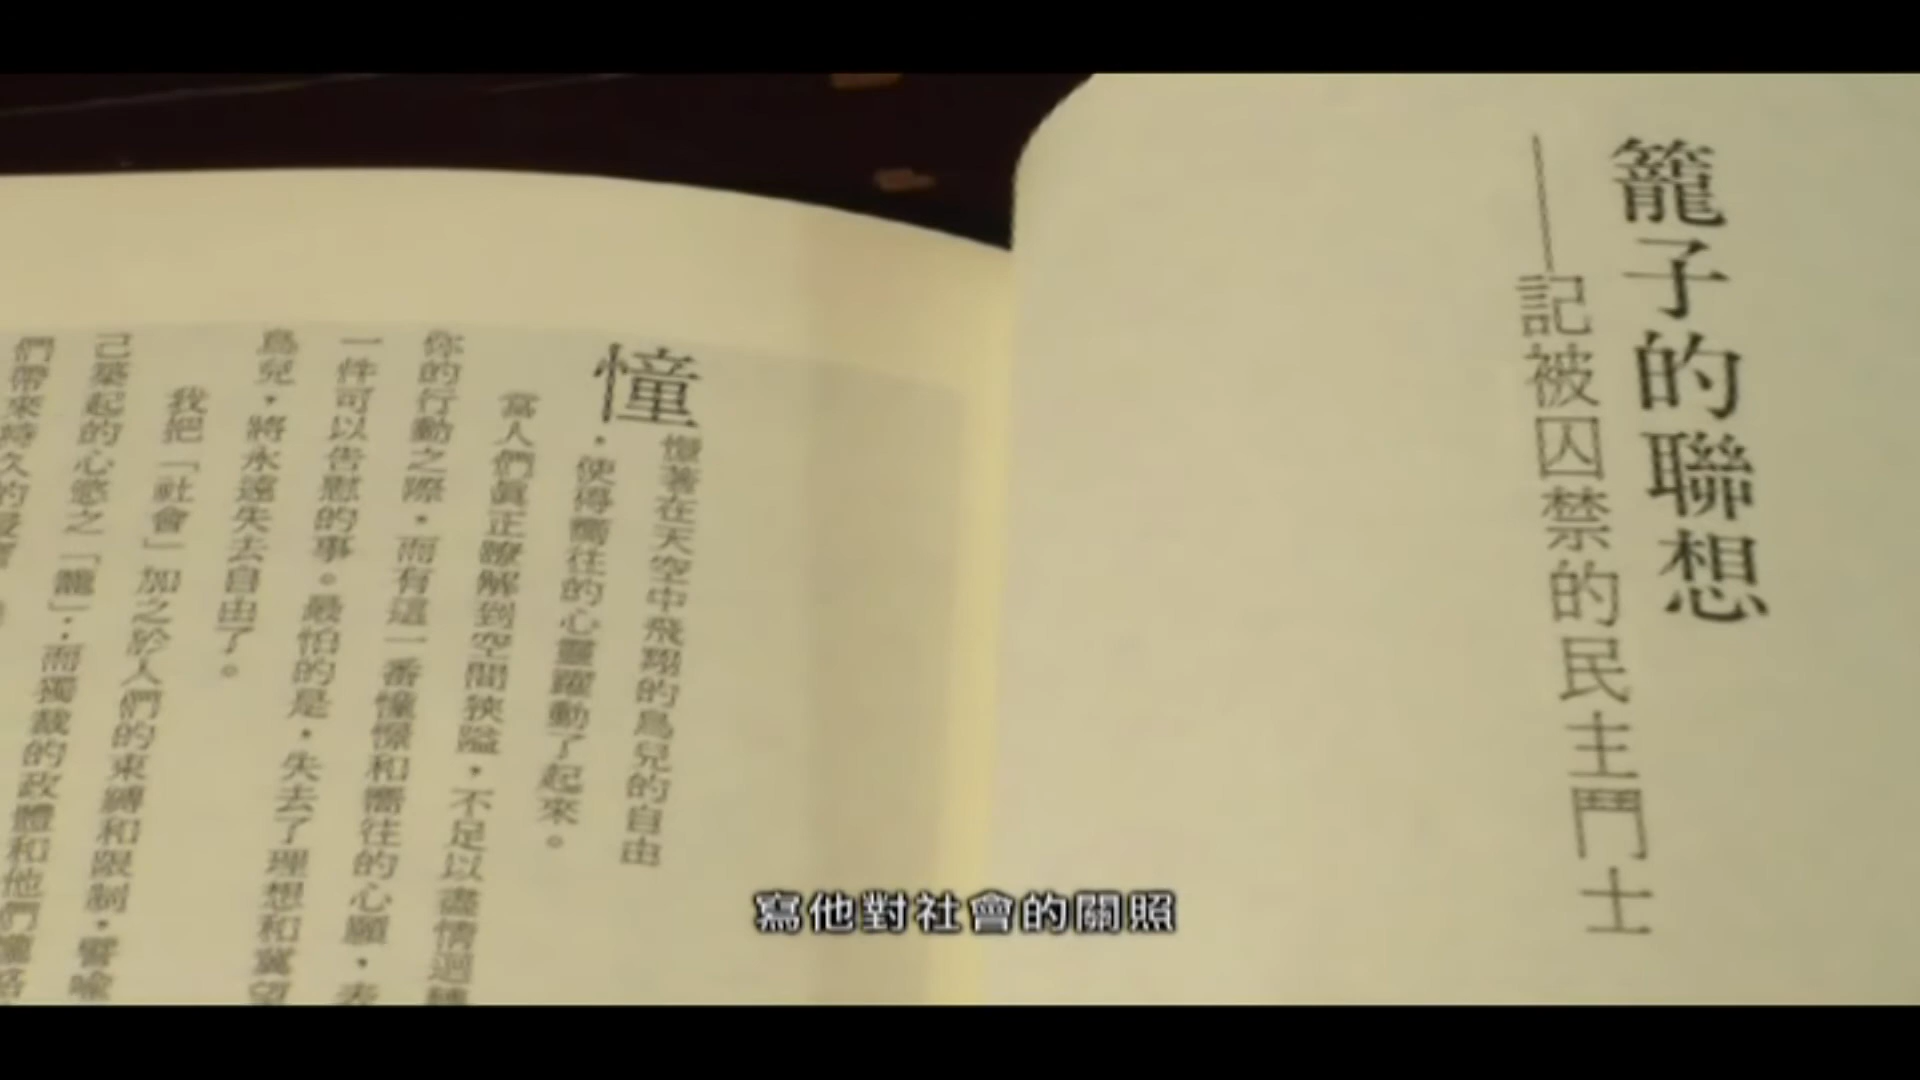 籠子的聯想
——記被囚禁的民主鬥士
憧憬著在天空中飛翔的鳥兒的自由
，使得嚮往的心靈躍動了起來。
當人們真正瞭解到空間狹隘，不足以盡情迴轉
你的行動之際，而有這一番憧憬和嚮往的心願，
一件可以告慰的事。最怕的是，失去了理想和冀望
鳥兒，將永遠失去自由了。
我把「社會」加之於人們的束縛和限制，譬喻
己築起的心慾之「籠」；而獨裁的政體和他們
們帶來
寫他對社會的關照